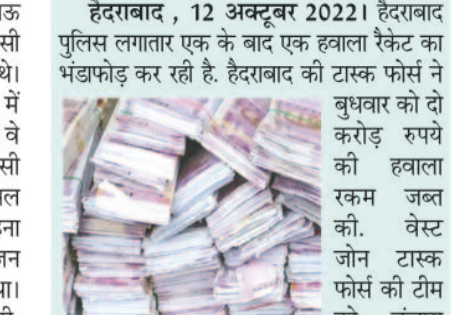 ऊ
सी
थे।
में
वे
सी
ल
ना
जन
ा।
हैदराबाद , 12 अक्टूबर 2022। हैदराबाद
पुलिस लगातार एक के बाद एक हवाला रैकेट का
भंडाफोड़ कर रही है. हैदराबाद की टास्क फोर्स ने
बुधवार को दो
करोड़ रुपये
की हवाला
रकम जब्त
की. वेस्ट
जोन टास्क
फोर्स की टीम